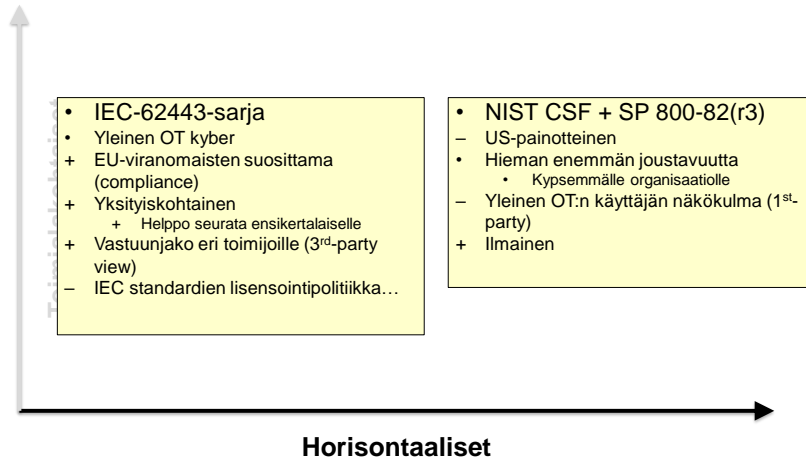 Toimialakohtaiset
• IEC-62443-sarja
• Yleinen OT kyber
+ EU-viranomaisten suosittama
(compliance)
+ Yksityiskohtainen
+ Helppo seurata ensikertalaiselle
+ Vastuunjako eri toimijoille (3rd-party
view)
– IEC standardien lisensointipolitiikka…
• NIST CSF + SP 800-82(r3)
– US-painotteinen
• Hieman enemmän joustavuutta
• Kypsemmälle organisaatiolle
– Yleinen OT:n käyttäjän näkökulma (1st-
party)
+ Ilmainen
Horisontaaliset